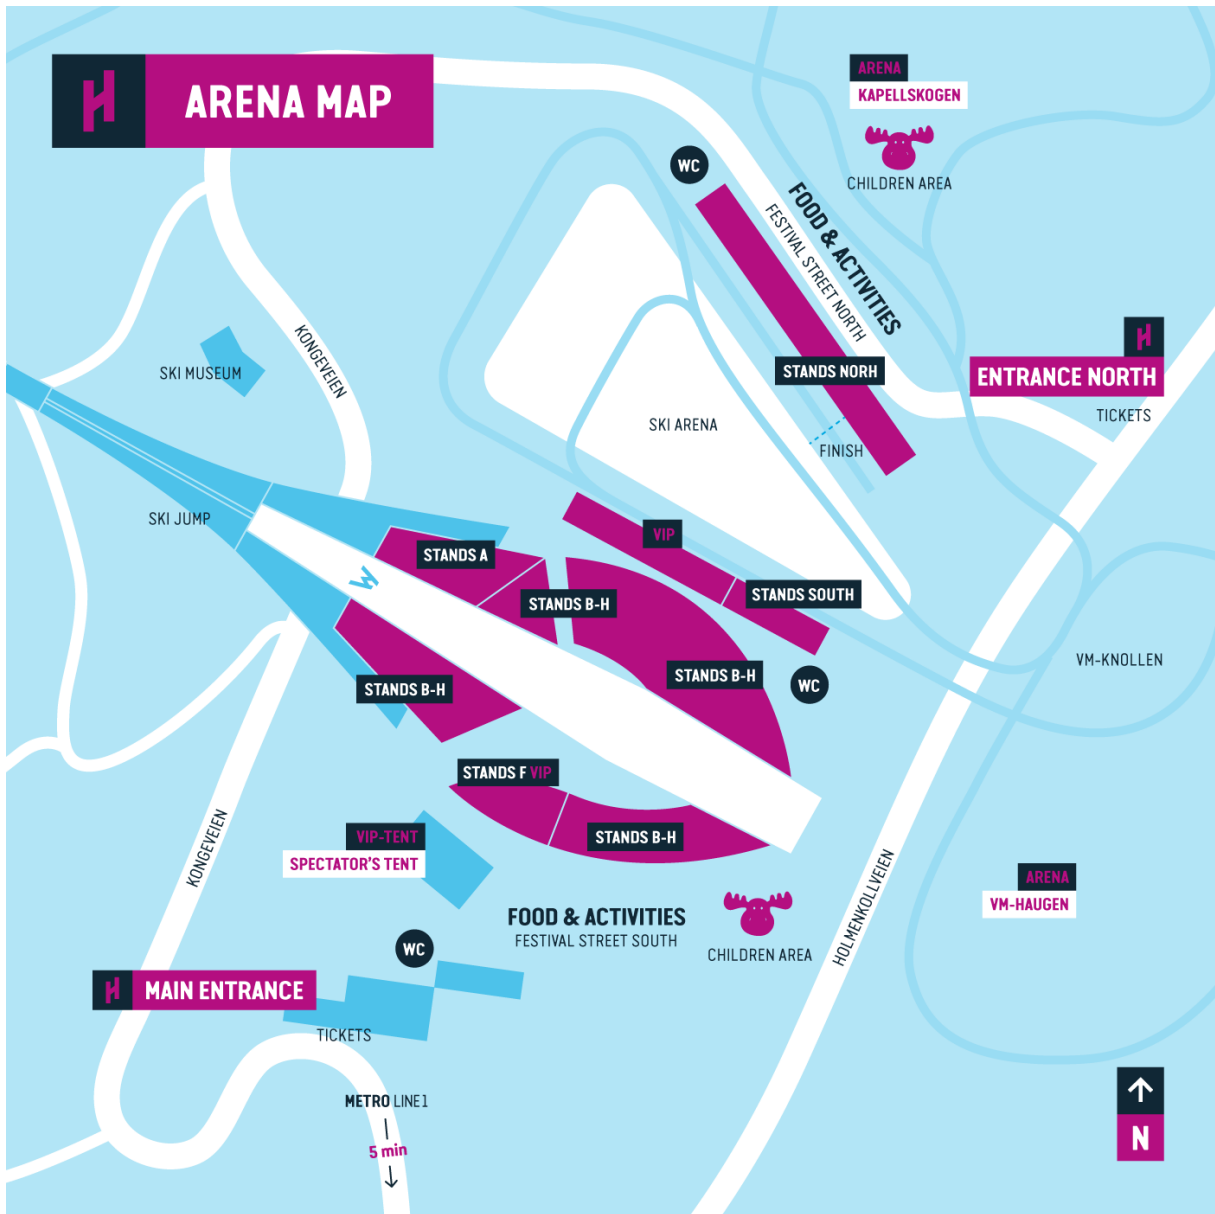 ARENA MAP
ARENA
KAPELLSKOGEN
CHILDREN AREA
WC
FOOD & ACTIVITIES
FESTIVAL STREET NORTH
KONGEVEIEN
SKI MUSEUM
STANDS NORH
ENTRANCE NORTH
TICKETS
SKI ARENA
FINISH
SKI JUMP
VIP
STANDS A
STANDS SOUTH
STANDS B-H
STANDS B-H
VM-KNOLLEN
WC
STANDS B-H
STANDS F VIP
STANDS B-H
KONGEVEIEN
VIP-TENT
SPECTATOR'S TENT
HOLMENKOLLVEIEN
ARENA
VM-HAUGEN
FOOD & ACTIVITIES
FESTIVAL STREET SOUTH
CHILDREN AREA
WC
MAIN ENTRANCE
TICKETS
METRO LINE 1
5 min
N